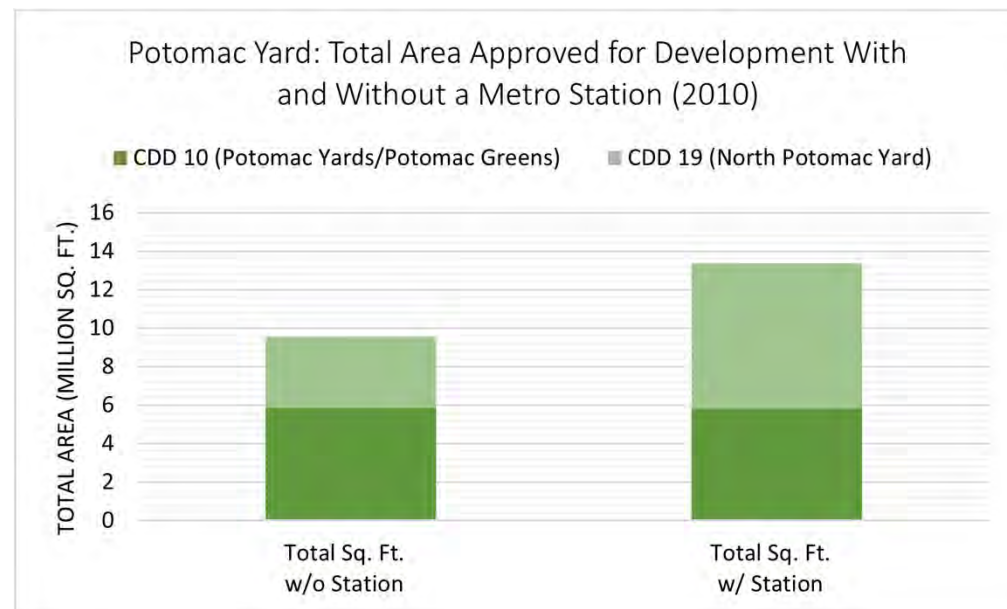 Potomac Yard: Total Area Approved for Development With
and Without a Metro Station (2010)
CDD 10 (Potomac Yards/Potomac Greens) CDD 19 (North Potomac Yard)
TOTAL AREA (MILLION SQ. FT.)
16
14
12
10
8
6
4
2
0
Total Sq. Ft.
w/o Station
Total Sq. Ft.
w/ Station